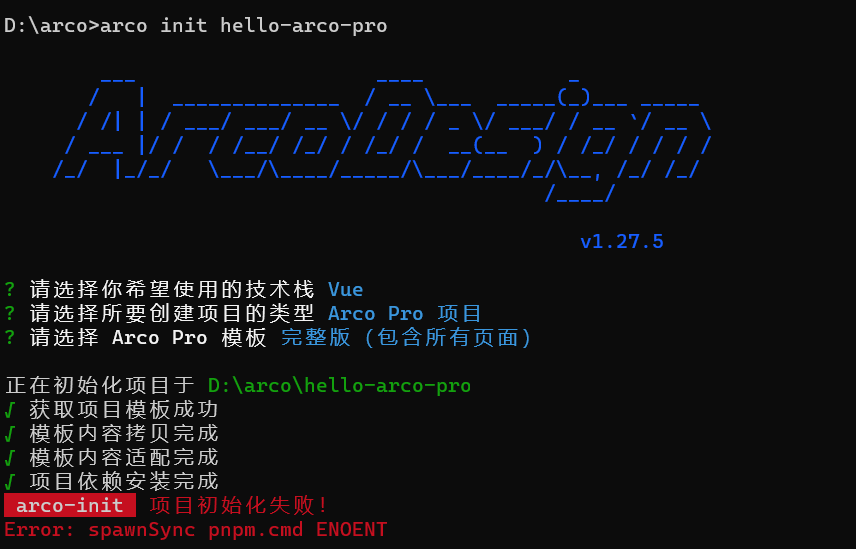 D:\arco>arco init hello-arco-pro
ArcoDesign
v1.27.5
? 请选择你希望使用的技术栈 Vue
? 请选择所要创建项目的类型 Arco Pro 项目
? 请选择 Arco Pro 模板 完整版 (包含所有页面)
正在初始化项目于 D:\arco\hello-arco-pro
√ 获取项目模板成功
√ 模板内容拷贝完成
√ 模板内容适配完成
√ 项目依赖安装完成
arco-init 项目初始化失败!
Error: spawnSync pnpm.cmd ENOENT